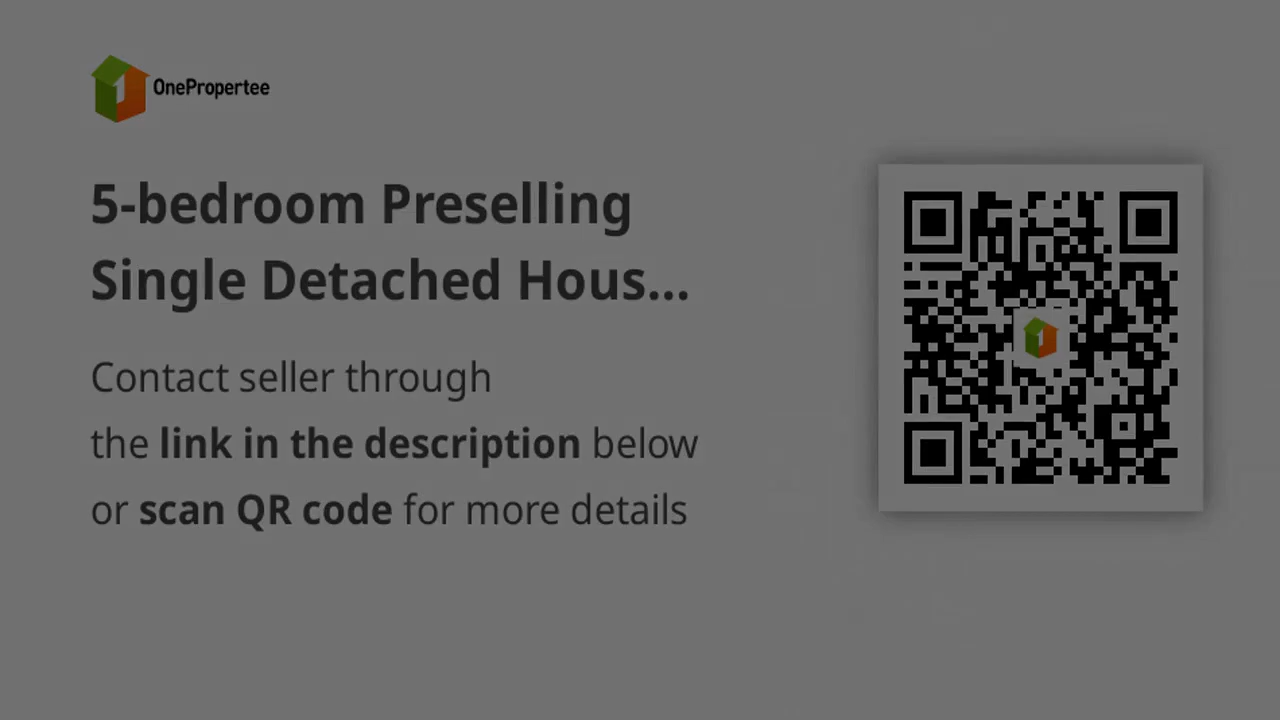 OnePropertee
5-bedroom Preselling
Single Detached Hous...
Contact seller through
the link in the description below
or scan QR code for more details